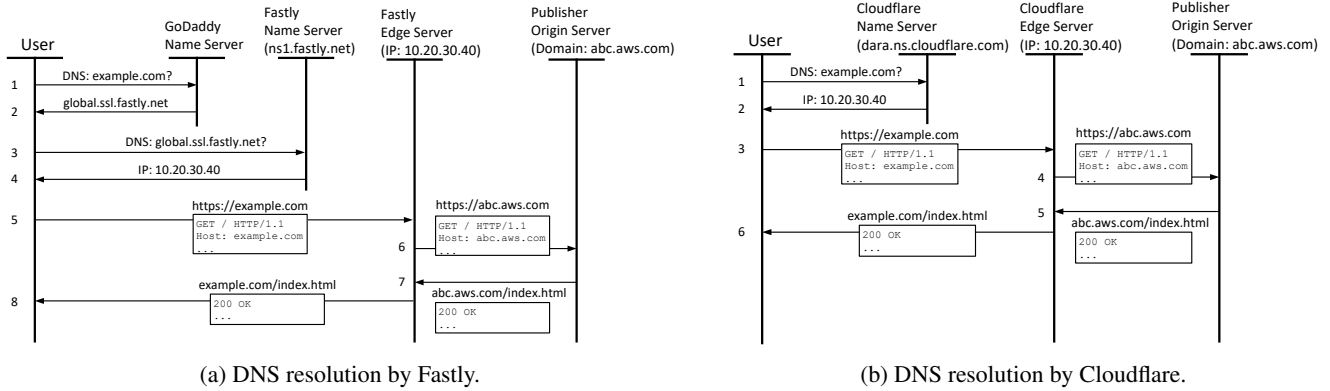 User
GoDaddy
Name Server
Fastly
Name Server
(ns1.fastly.net)
Fastly
Edge Server
(IP: 10.20.30.40)
Publisher
Origin Server
(Domain: abc.aws.com)
1
DNS: example.com?
2
global.ssl.fastly.net
3
DNS: global.ssl.fastly.net?
4
IP: 10.20.30.40
5
https://example.com
GET / HTTP/1.1
Host: example.com
...
https://abc.aws.com
6
GET / HTTP/1.1
Host: abc.aws.com
...
7
8
example.com/index.html
200 OK
...
abc.aws.com/index.html
200 OK
...
(a) DNS resolution by Fastly.
User
Cloudflare
Name Server
(dara.ns.cloudflare.com)
Cloudflare
Edge Server
(IP: 10.20.30.40)
Publisher
Origin Server
(Domain: abc.aws.com)
1
DNS: example.com?
2
IP: 10.20.30.40
3
https://example.com
GET / HTTP/1.1
Host: example.com
...
https://abc.aws.com
4
GET / HTTP/1.1
Host: abc.aws.com
...
5
6
example.com/index.html
200 OK
...
abc.aws.com/index.html
200 OK
...
(b) DNS resolution by Cloudflare.